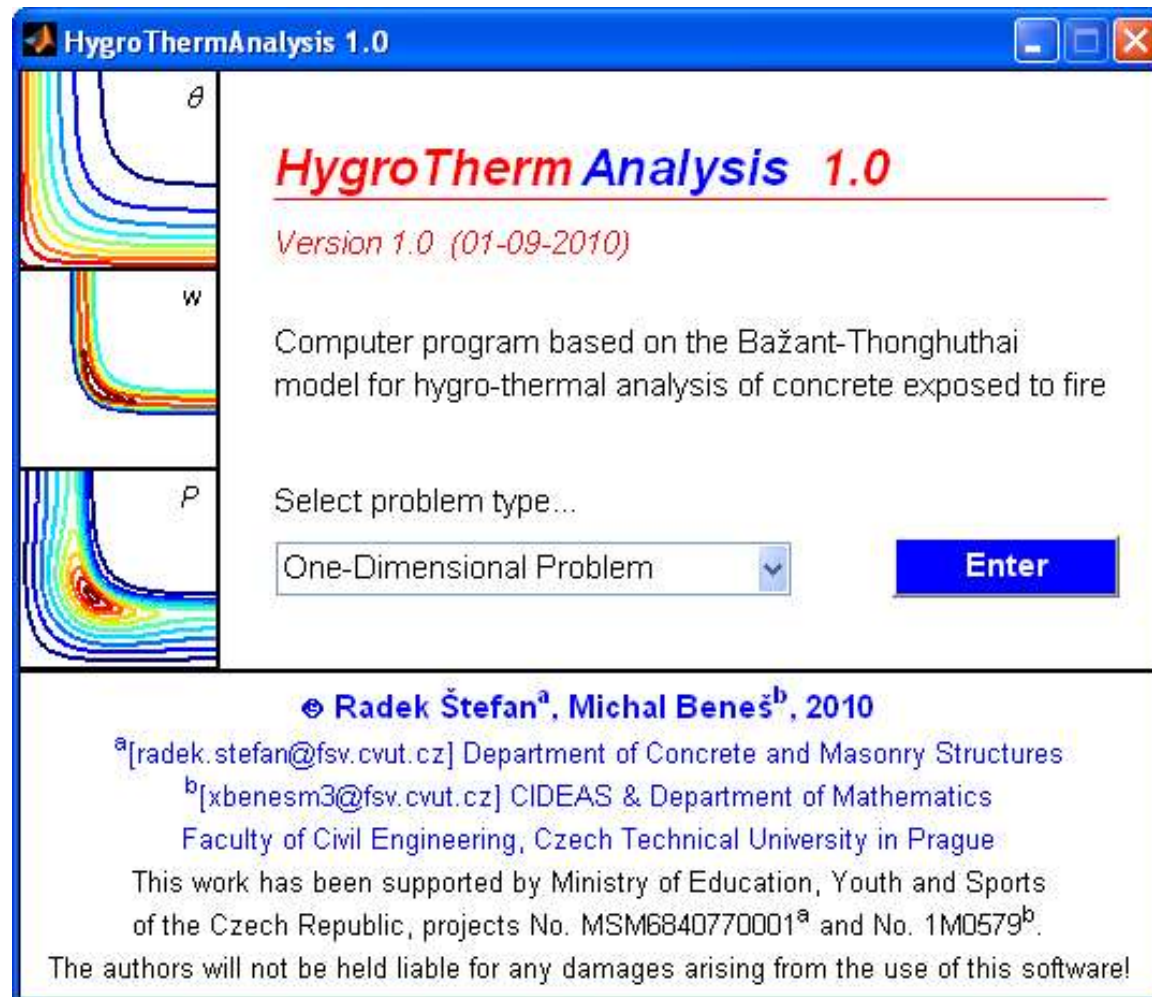 HygroThermAnalysis 1.0
θ
w
P
HygroTherm Analysis 1.0
Version 1.0 (01-09-2010)
Computer program based on the Bažant-Thonghuthai
model for hygro-thermal analysis of concrete exposed to fire
Select problem type...
One-Dimensional Problem
Enter
© Radek Štefanᵃ, Michal Benešᵇ, 2010
ᵃ[radek.stefan@fsv.cvut.cz] Department of Concrete and Masonry Structures
ᵇ[xbenesm3@fsv.cvut.cz] CIDEAS & Department of Mathematics
Faculty of Civil Engineering, Czech Technical University in Prague
This work has been supported by Ministry of Education, Youth and Sports
of the Czech Republic, projects No. MSM6840770001ᵃ and No. 1M0579ᵇ.
The authors will not be held liable for any damages arising from the use of this software!